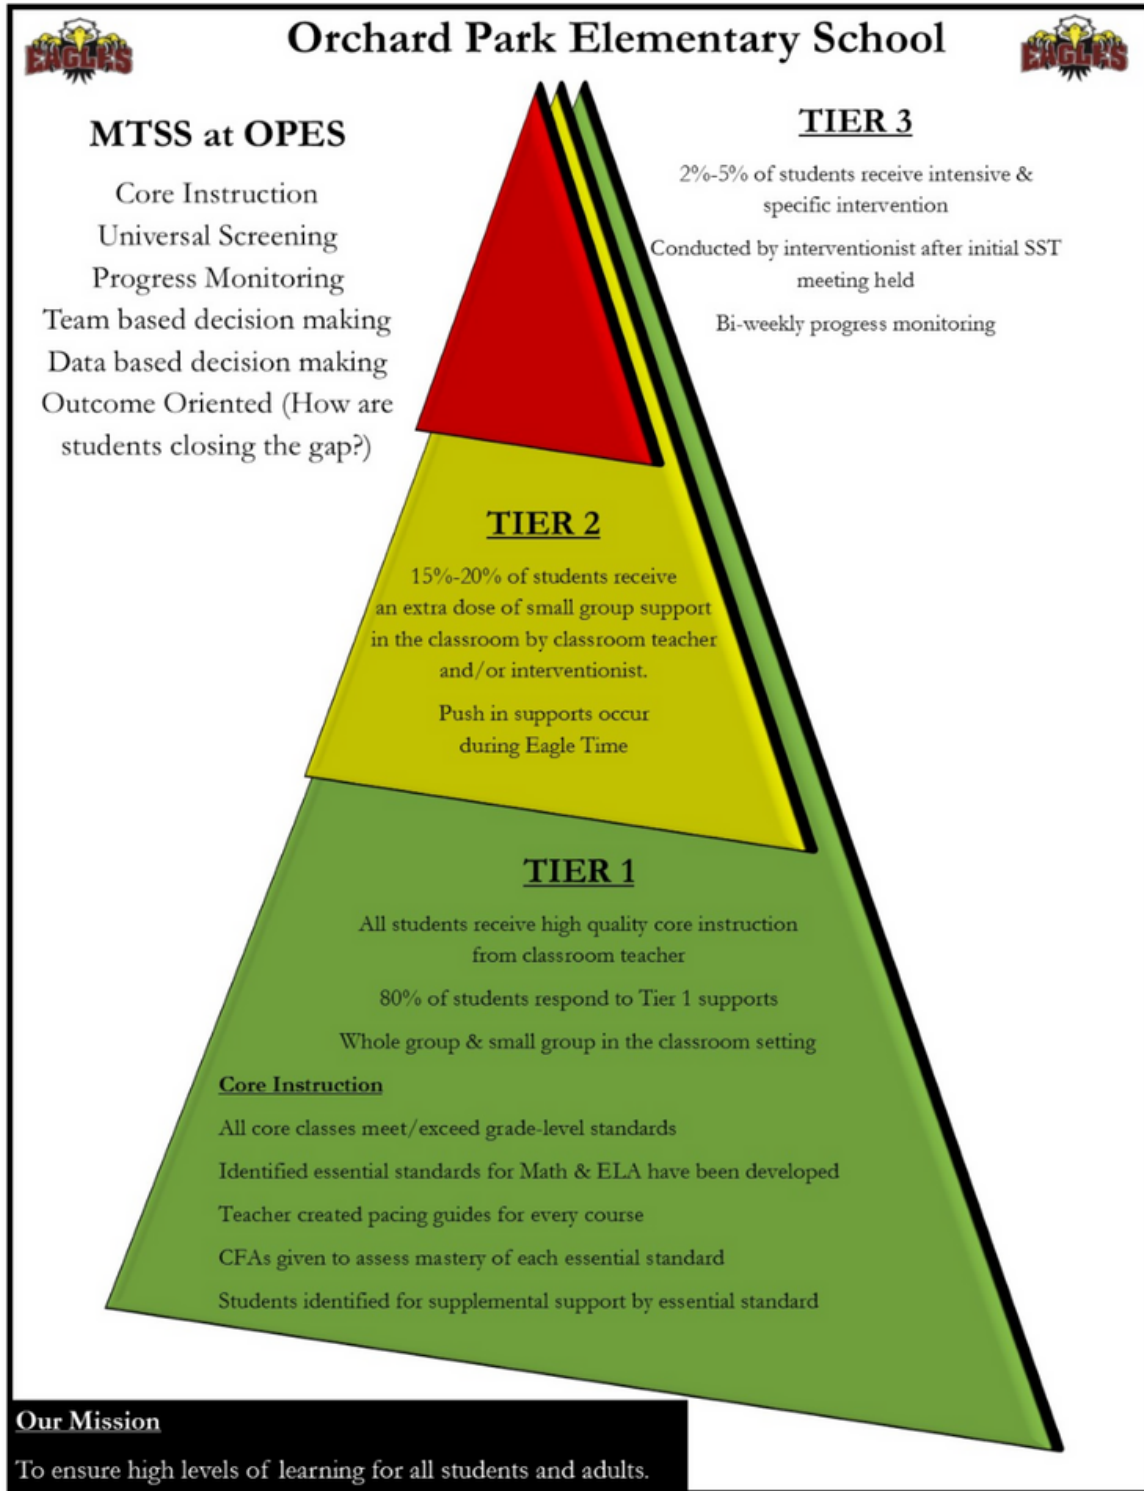 Orchard Park Elementary School
EAGLES
EAGLES
MTSS at OPES
Core Instruction
Universal Screening
Progress Monitoring
Team based decision making
Data based decision making
Outcome Oriented (How are
students closing the gap?)
TIER 3
2%-5% of students receive intensive &
specific intervention
Conducted by interventionist after initial SST
meeting held
Bi-weekly progress monitoring
TIER 2
15%-20% of students receive
an extra dose of small group support
in the classroom by classroom teacher
and/or interventionist.
Push in supports occur
during Eagle Time
TIER 1
All students receive high quality core instruction
from classroom teacher
80% of students respond to Tier 1 supports
Whole group & small group in the classroom setting
Core Instruction
All core classes meet/exceed grade-level standards
Identified essential standards for Math & ELA have been developed
Teacher created pacing guides for every course
CFAs given to assess mastery of each essential standard
Students identified for supplemental support by essential standard
Our Mission
To ensure high levels of learning for all students and adults.